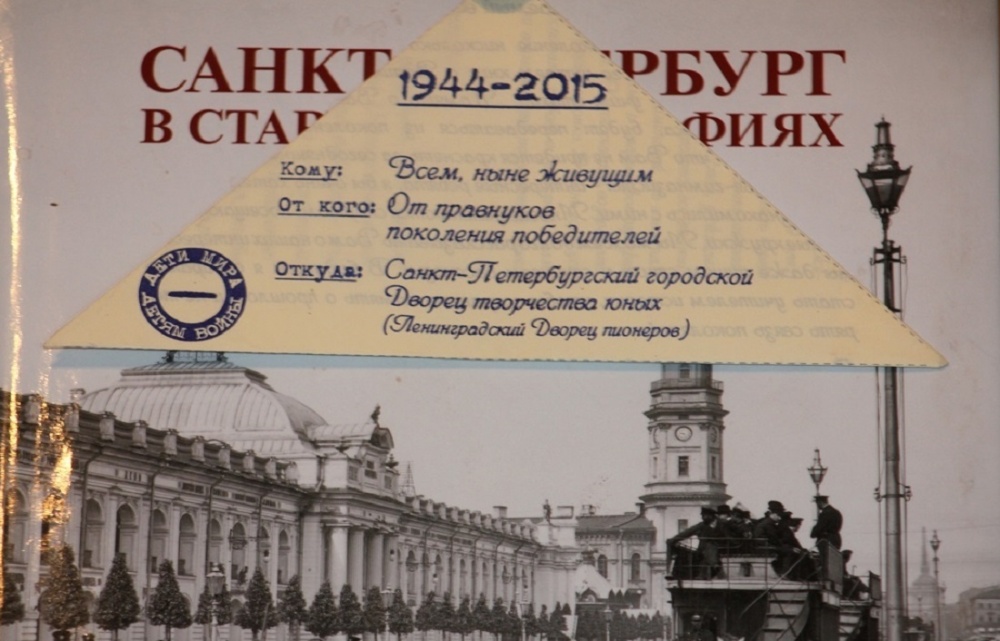 САНКТ ЕРБУРГ
В СТАР ФИЯХ
1944-2015
Кому: Всем, ныне живущим
От кого: От правнуков
поколения победителей
Откуда: Санкт-Петербургский городской
Дворец творчества юных
(Ленинградский Дворец пионеров)
ДЕТИ МИРА
ДЕТЯМ ВОЙНЫ